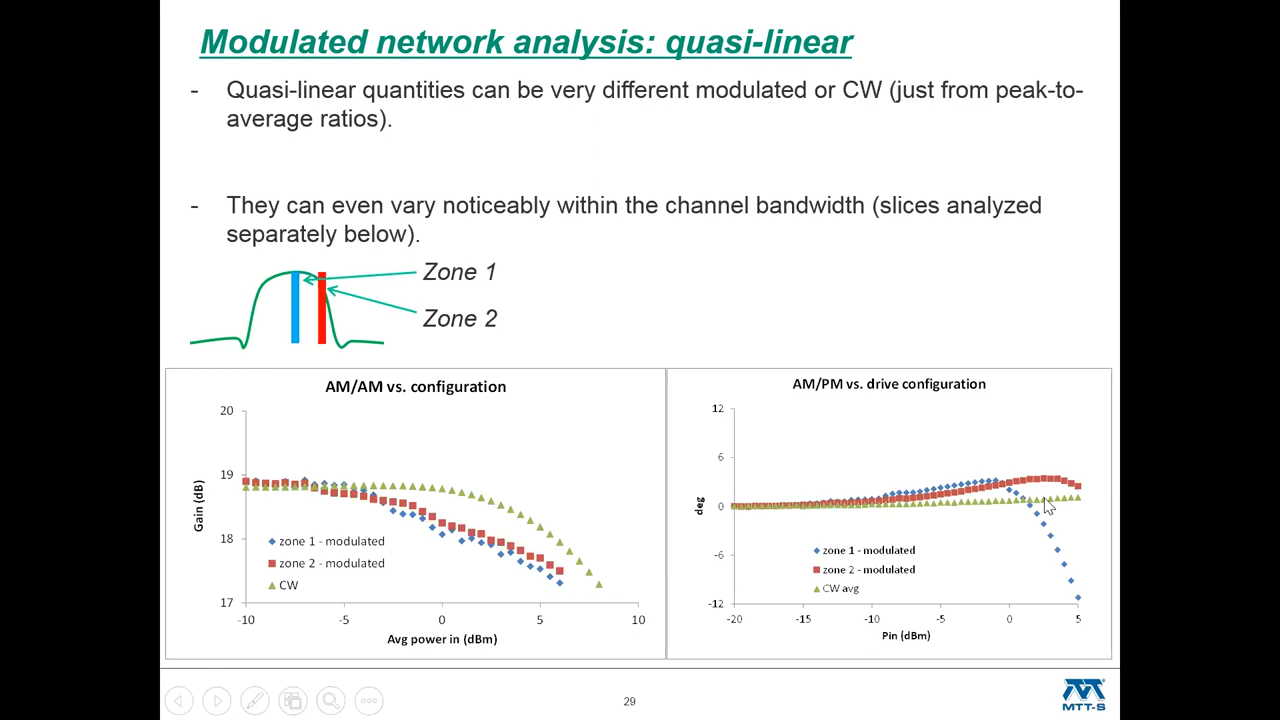 Modulated network analysis: quasi-linear
- Quasi-linear quantities can be very different modulated or CW (just from peak-to-
average ratios).
- They can even vary noticeably within the channel bandwidth (slices analyzed
separately below).
Zone 1
Zone 2
AM/AM vs. configuration
20
19
18
17
Gain (dB)
zone 1 - modulated
zone 2 - modulated
CW
-10 -5 0 5 10
Avg power in (dBm)
AM/PM vs. drive configuration
12
6
0
-6
-12
deg
zone 1 - modulated
zone 2 - modulated
CW avg
-20 -15 -10 -5 0 5
Pin (dBm)
29
MTT-S